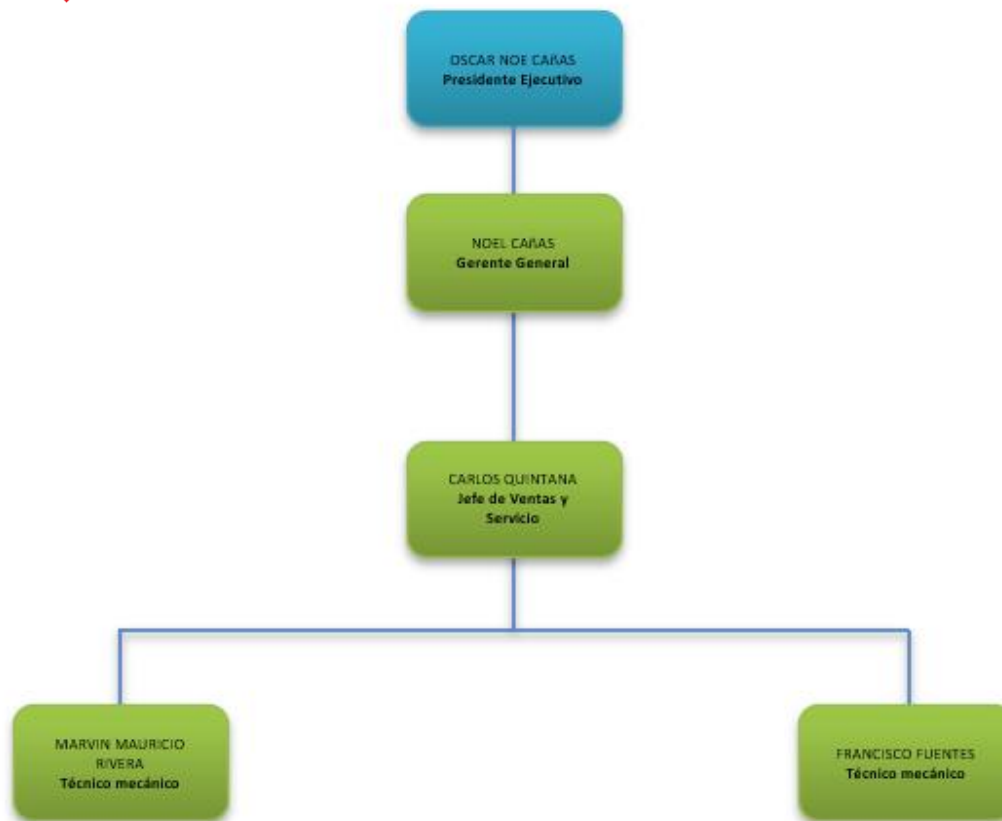 OSCAR NOE CAÑAS
Presidente Ejecutivo
NOEL CAÑAS
Gerente General
CARLOS QUINTANA
Jefe de Ventas y
Servicio
MARVIN MAURICIO
RIVERA
Técnico mecánico
FRANCISCO FUENTES
Técnico mecánico